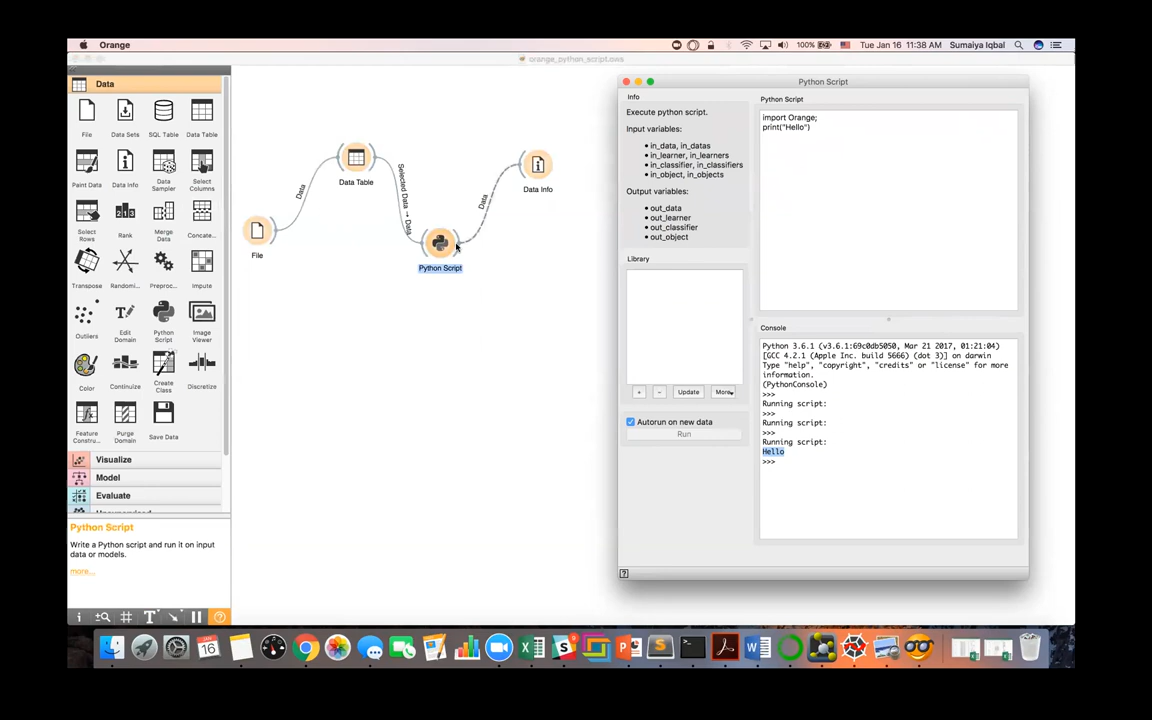 Orange
100%
Tue Jan 16 11:38 AM
Sumaiya Iqbal
orange_python_script.ows
Data
File
Data Sets
SQL Table
Data Table
Paint Data
Data Info
Data Sampler
Select Columns
Select Rows
Rank
Merge Data
Concate...
Transpose
Randomi...
Preproc...
Impute
Outliers
Edit Domain
Python Script
Image Viewer
Color
Continuize
Create Class
Discretize
Feature Constru...
Purge Domain
Save Data
Visualize
Model
Evaluate
Python Script
Write a Python script and run it on input
data or models.
more...
File
Data
Data Table
Selected Data → Data
Python Script
Data
Data Info
Python Script
Info
Execute python script.
Input variables:
in_data, in_datas
in_learner, in_learners
in_classifier, in_classifiers
in_object, in_objects
Output variables:
out_data
out_learner
out_classifier
out_object
Library
+
−
Update
More
Autorun on new data
Run
Python Script
import Orange;
print("Hello")
Console
Python 3.6.1 (v3.6.1:69c0db5050, Mar 21 2017, 01:21:04)
[GCC 4.2.1 (Apple Inc. build 5666) (dot 3)] on darwin
Type "help", "copyright", "credits" or "license" for more
information.
(PythonConsole)
>>>
Running script:
>>>
Running script:
>>>
Running script:
Hello
>>>
?
JAN
16